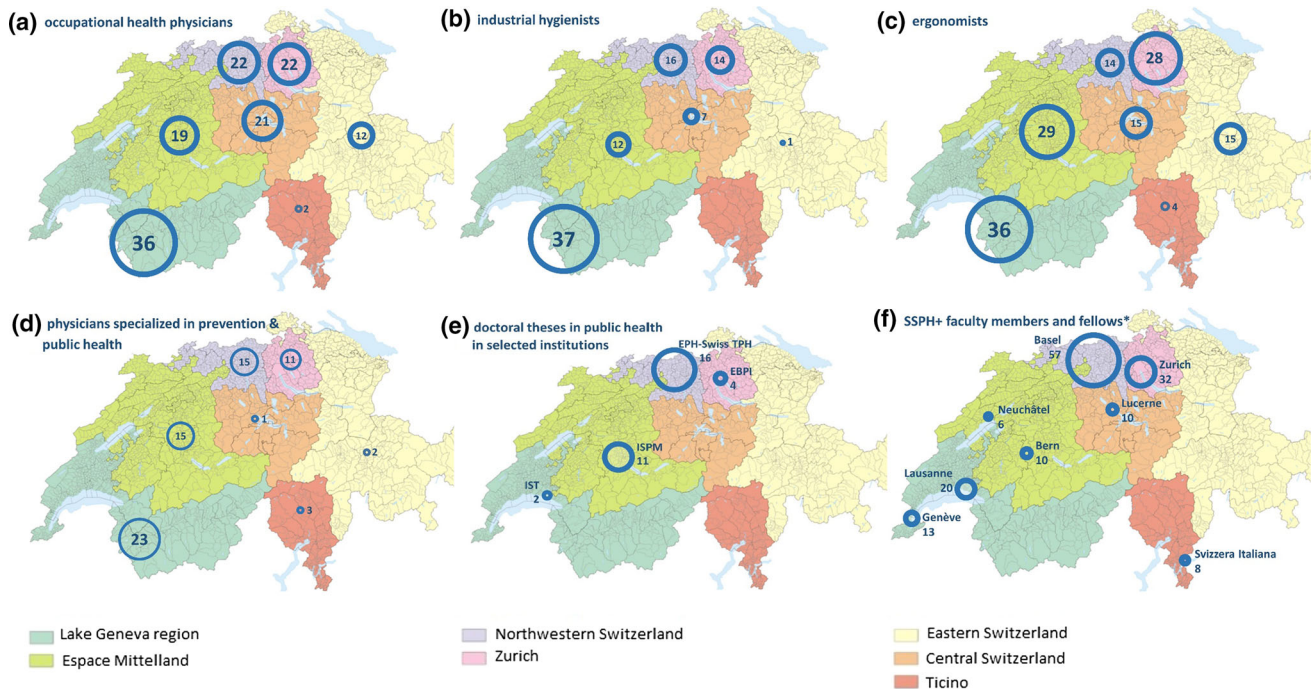 (a) occupational health physicians
22
22
21
19
12
2
36
(b) industrial hygienists
16
14
7
12
1
37
(c) ergonomists
14
28
29
15
15
4
36
(d) physicians specialized in prevention &
public health
15
11
1
15
2
3
23
(e) doctoral theses in public health
in selected institutions
EPH-Swiss TPH
16
EBPI
4
ISPM
11
IST
2
(f) SSPH+ faculty members and fellows*
Basel
57
Zurich
32
Lucerne
10
Neuchâtel
6
Bern
10
Lausanne
20
Genève
13
Svizzera Italiana
8
Lake Geneva region
Espace Mittelland
Northwestern Switzerland
Zurich
Eastern Switzerland
Central Switzerland
Ticino